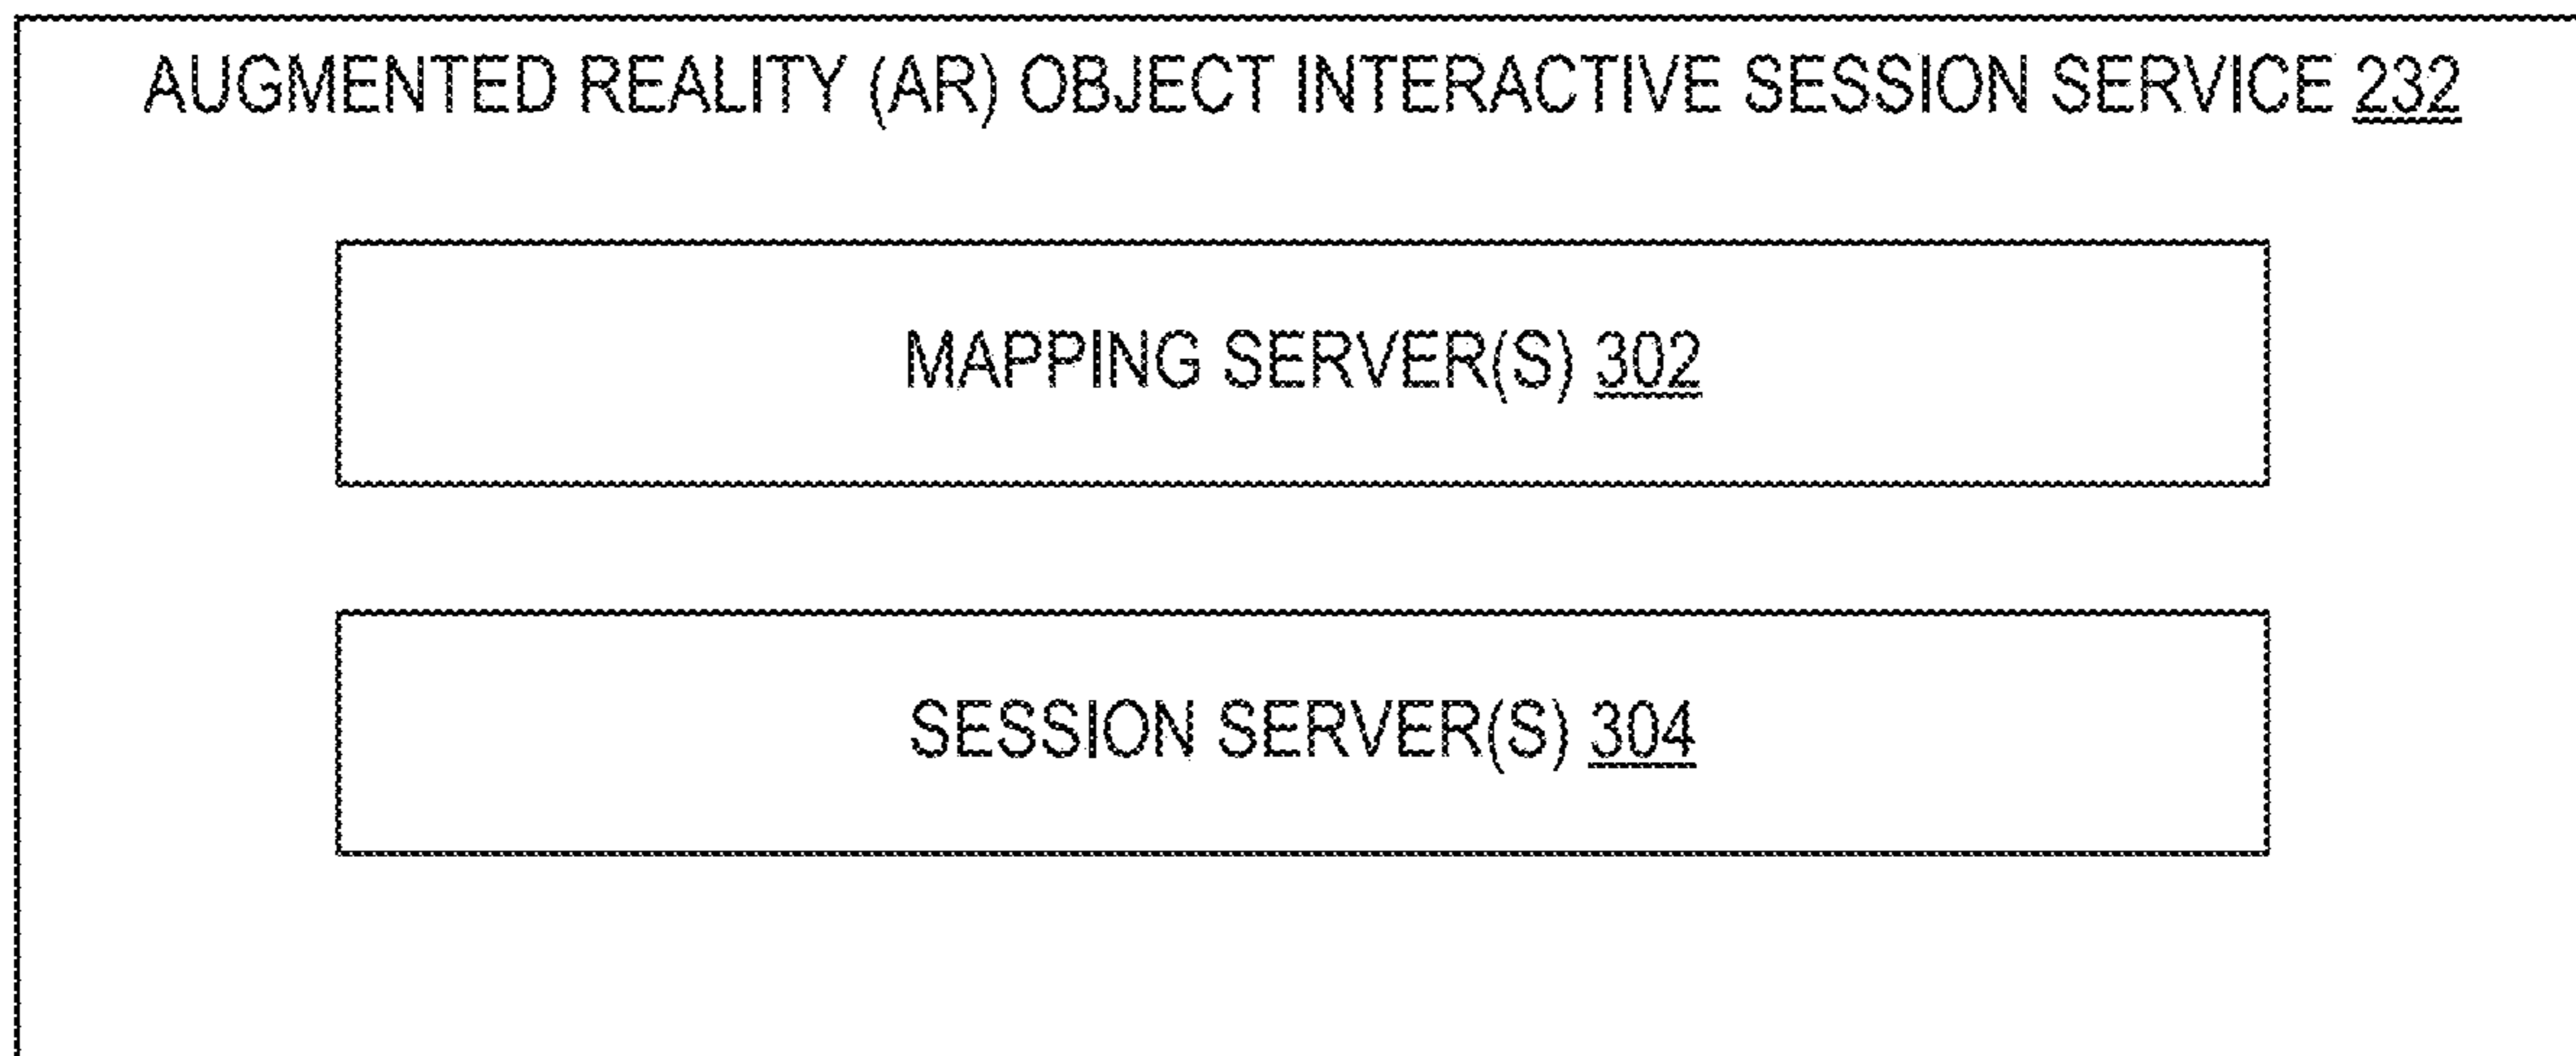 AUGMENTED REALITY (AR) OBJECT INTERACTIVE SESSION SERVICE 232
MAPPING SERVER(S) 302
SESSION SERVER(S) 304